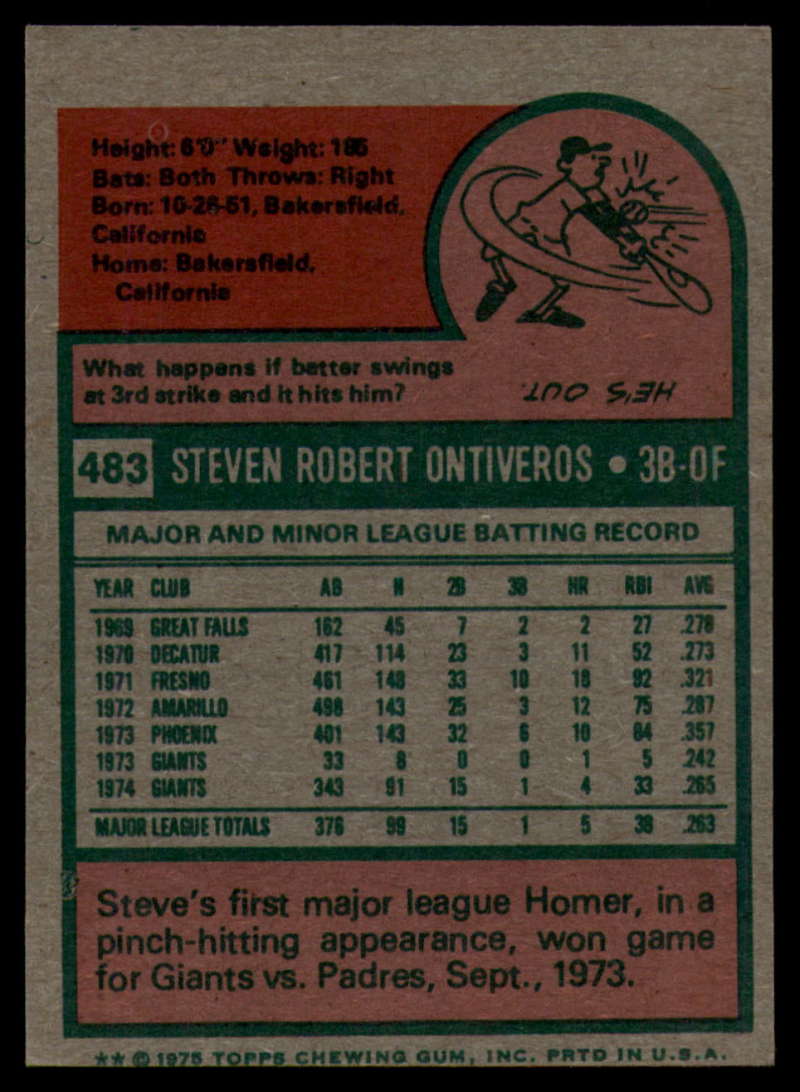 Height: 6'0" Weight: 185
Bats: Both Throws: Right
Born: 10-26-51, Bakersfield,
California
Home: Bakersfield,
California
What happens if batter swings
at 3rd strike and it hits him?
HE'S OUT.
483 STEVEN ROBERT ONTIVEROS • 3B-OF
MAJOR AND MINOR LEAGUE BATTING RECORD
YEAR CLUB AB H 2B 3B HR RBI AVG
1969 GREAT FALLS 162 45 7 2 2 27 .278
1970 DECATUR 417 114 23 3 11 52 .273
1971 FRESNO 461 148 33 10 18 92 .321
1972 AMARILLO 498 143 25 3 12 75 .287
1973 PHOENIX 401 143 32 6 10 84 .357
1973 GIANTS 33 8 0 0 1 5 .242
1974 GIANTS 343 91 15 1 4 33 .265
MAJOR LEAGUE TOTALS 376 99 15 1 5 38 .263
Steve's first major league Homer, in a
pinch-hitting appearance, won game
for Giants vs. Padres, Sept., 1973.
** © 1975 TOPPS CHEWING GUM, INC. PRTD IN U.S.A.